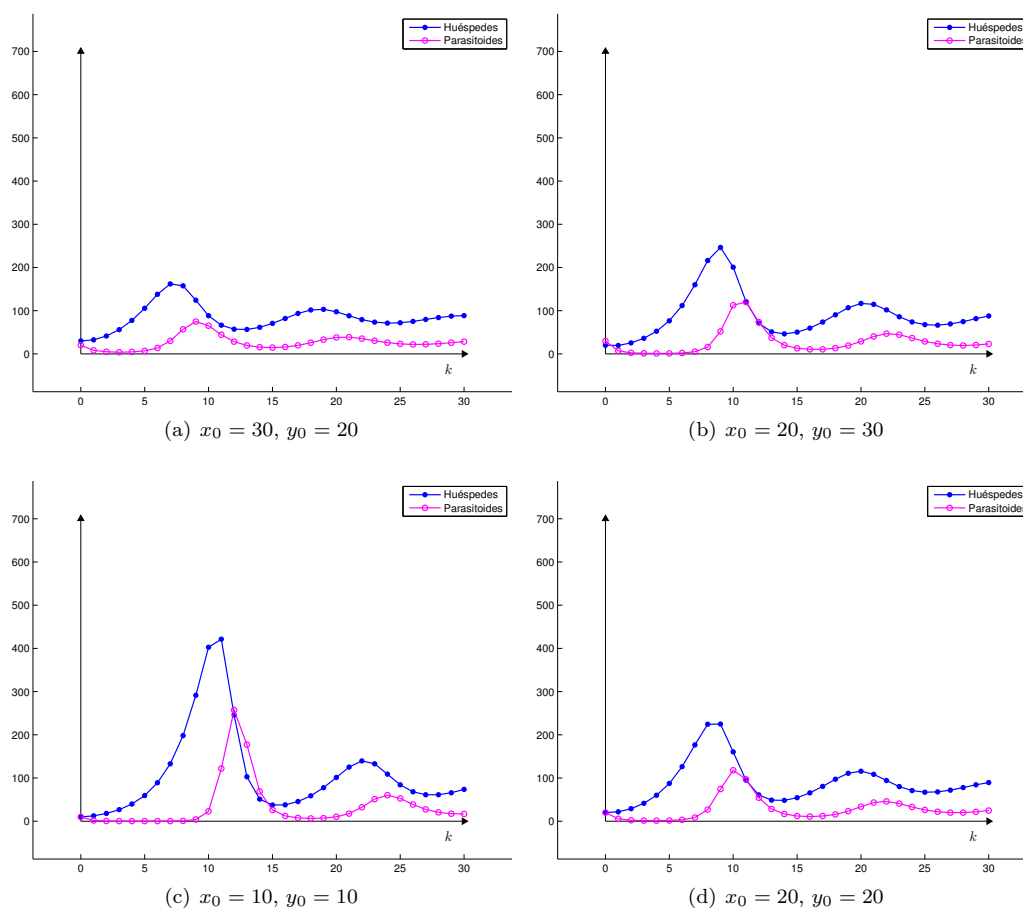 Huéspedes
Parasitoides
700
600
500
400
300
200
100
0
k
0 5 10 15 20 25 30
(a) x₀ = 30, y₀ = 20
Huéspedes
Parasitoides
700
600
500
400
300
200
100
0
k
0 5 10 15 20 25 30
(b) x₀ = 20, y₀ = 30
Huéspedes
Parasitoides
700
600
500
400
300
200
100
0
k
0 5 10 15 20 25 30
(c) x₀ = 10, y₀ = 10
Huéspedes
Parasitoides
700
600
500
400
300
200
100
0
k
0 5 10 15 20 25 30
(d) x₀ = 20, y₀ = 20